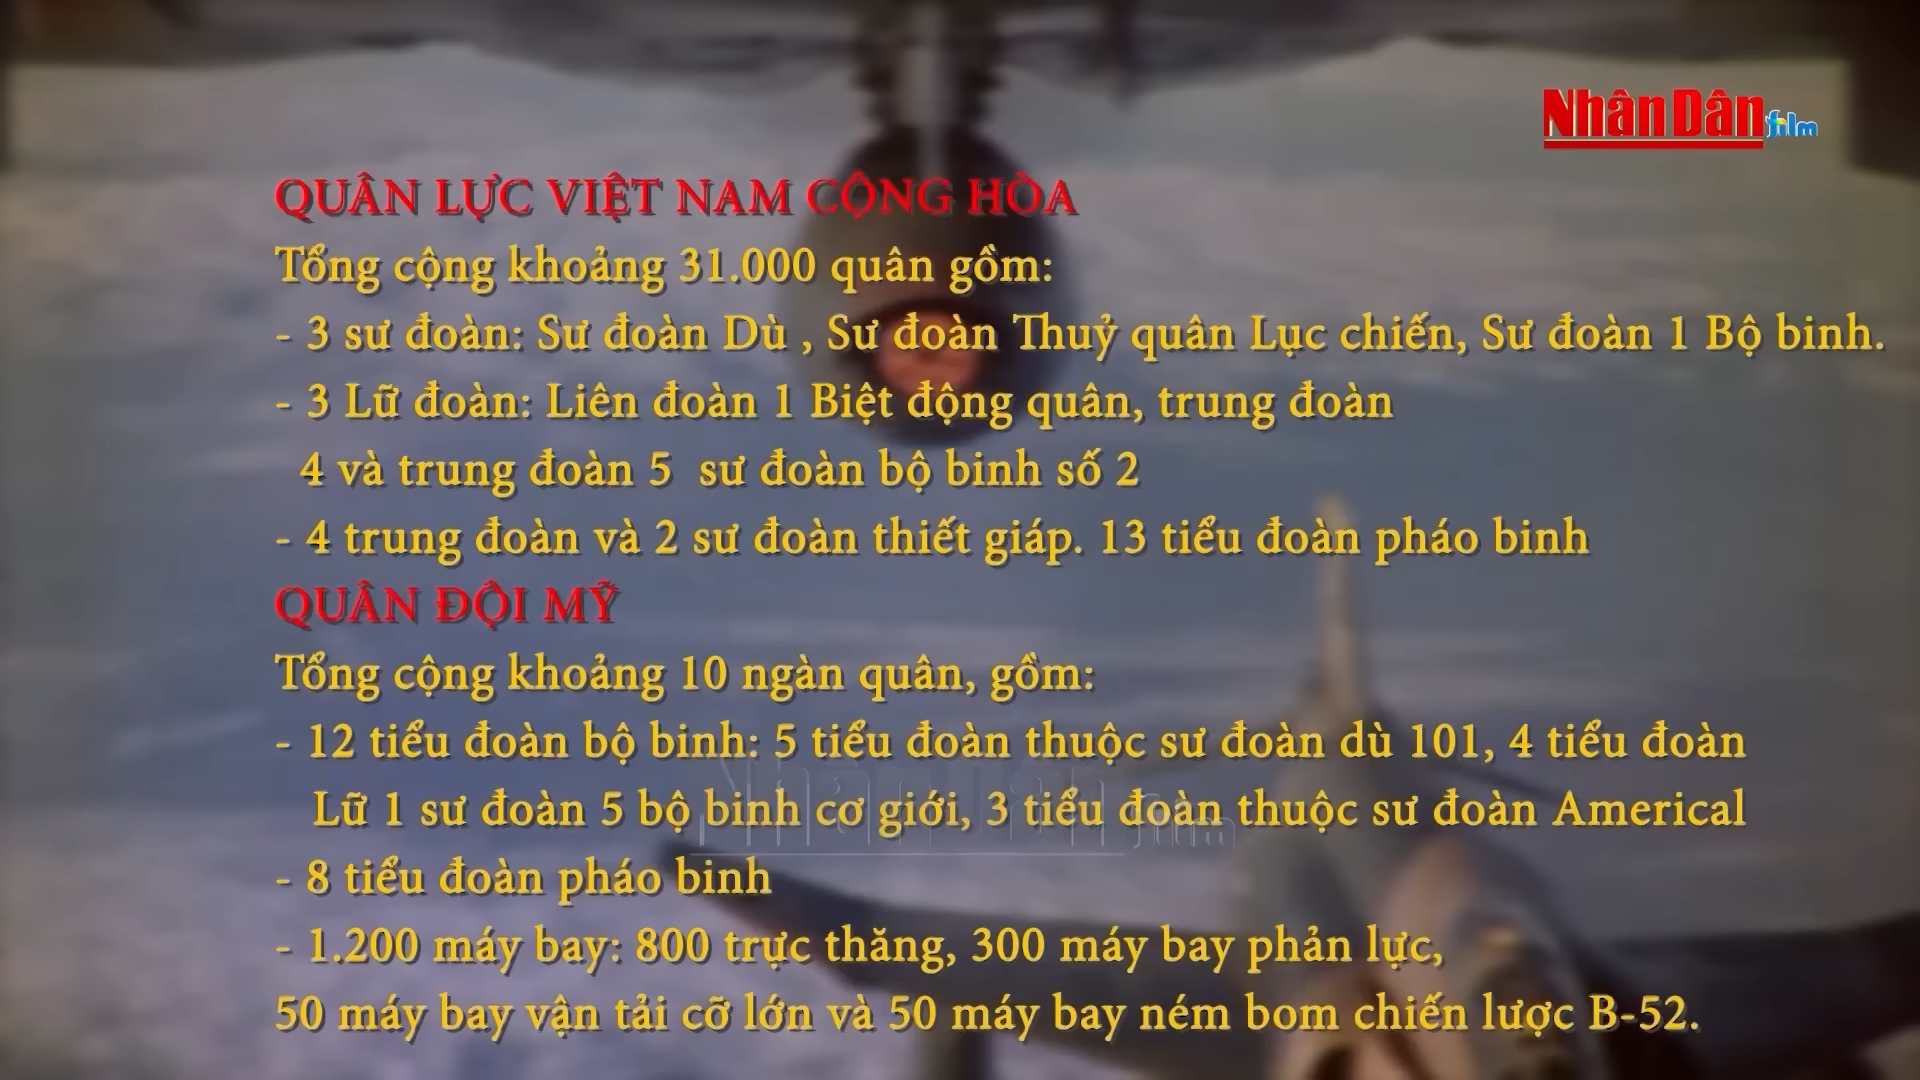 Nhân Dân film
QUÂN LỰC VIỆT NAM CỘNG HÒA
Tổng cộng khoảng 31.000 quân gồm:
- 3 sư đoàn: Sư đoàn Dù , Sư đoàn Thuỷ quân Lục chiến, Sư đoàn 1 Bộ binh.
- 3 Lữ đoàn: Liên đoàn 1 Biệt động quân, trung đoàn
4 và trung đoàn 5 sư đoàn bộ binh số 2
- 4 trung đoàn và 2 sư đoàn thiết giáp. 13 tiểu đoàn pháo binh
QUÂN ĐỘI MỸ
Tổng cộng khoảng 10 ngàn quân, gồm:
- 12 tiểu đoàn bộ binh: 5 tiểu đoàn thuộc sư đoàn dù 101, 4 tiểu đoàn
Lữ 1 sư đoàn 5 bộ binh cơ giới, 3 tiểu đoàn thuộc sư đoàn Americal
Nhân Dân film
- 8 tiểu đoàn pháo binh
- 1.200 máy bay: 800 trực thăng, 300 máy bay phản lực,
50 máy bay vận tải cỡ lớn và 50 máy bay ném bom chiến lược B-52.